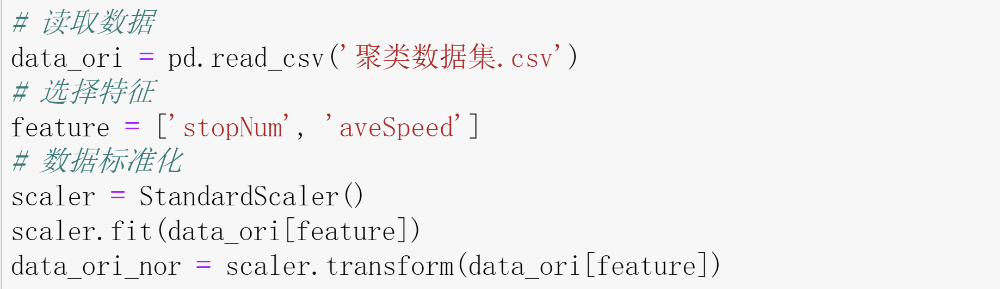 # 读取数据
data_ori = pd.read_csv('聚类数据集.csv')
# 选择特征
feature = ['stopNum', 'aveSpeed']
# 数据标准化
scaler = StandardScaler()
scaler.fit(data_ori[feature])
data_ori_nor = scaler.transform(data_ori[feature])